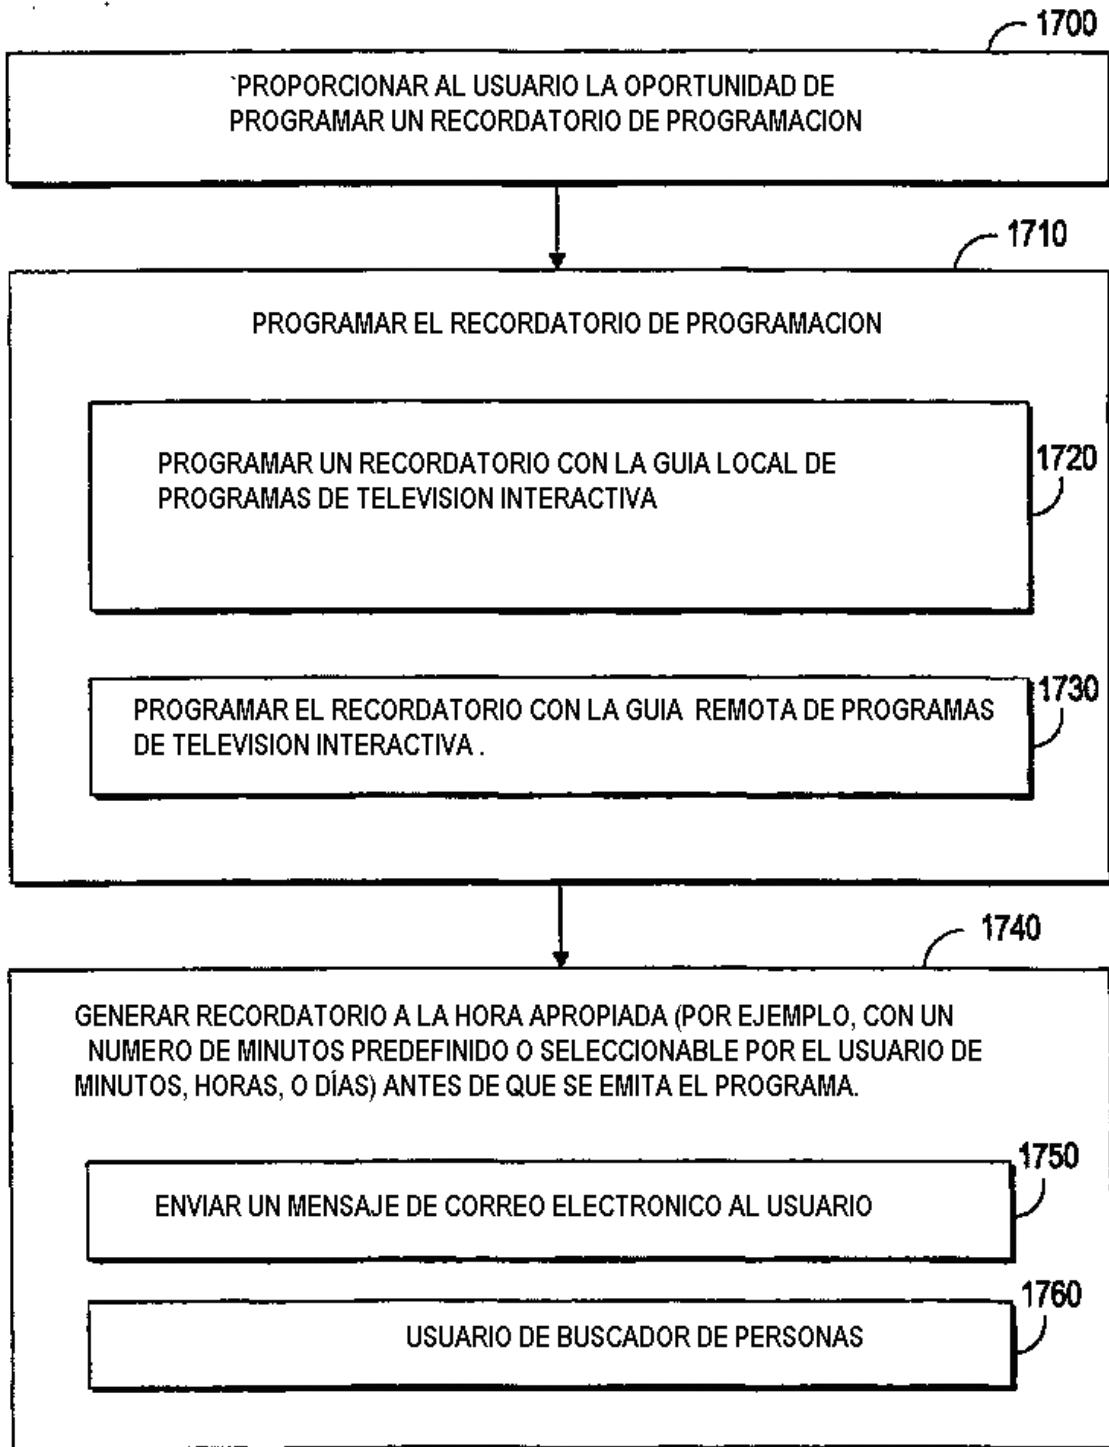 1700
PROPORCIONAR AL USUARIO LA OPORTUNIDAD DE
PROGRAMAR UN RECORDATORIO DE PROGRAMACION
1710
PROGRAMAR EL RECORDATORIO DE PROGRAMACION
PROGRAMAR UN RECORDATORIO CON LA GUIA LOCAL DE
PROGRAMAS DE TELEVISION INTERACTIVA
1720
PROGRAMAR EL RECORDATORIO CON LA GUIA REMOTA DE PROGRAMAS
DE TELEVISION INTERACTIVA .
1730
1740
GENERAR RECORDATORIO A LA HORA APROPIADA (POR EJEMPLO, CON UN
NUMERO DE MINUTOS PREDEFINIDO O SELECCIONABLE POR EL USUARIO DE
MINUTOS, HORAS, O DÍAS) ANTES DE QUE SE EMITA EL PROGRAMA.
1750
ENVIAR UN MENSAJE DE CORREO ELECTRONICO AL USUARIO
1760
USUARIO DE BUSCADOR DE PERSONAS